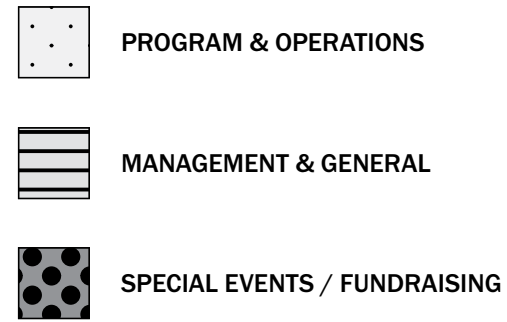 PROGRAM & OPERATIONS
MANAGEMENT & GENERAL
SPECIAL EVENTS / FUNDRAISING